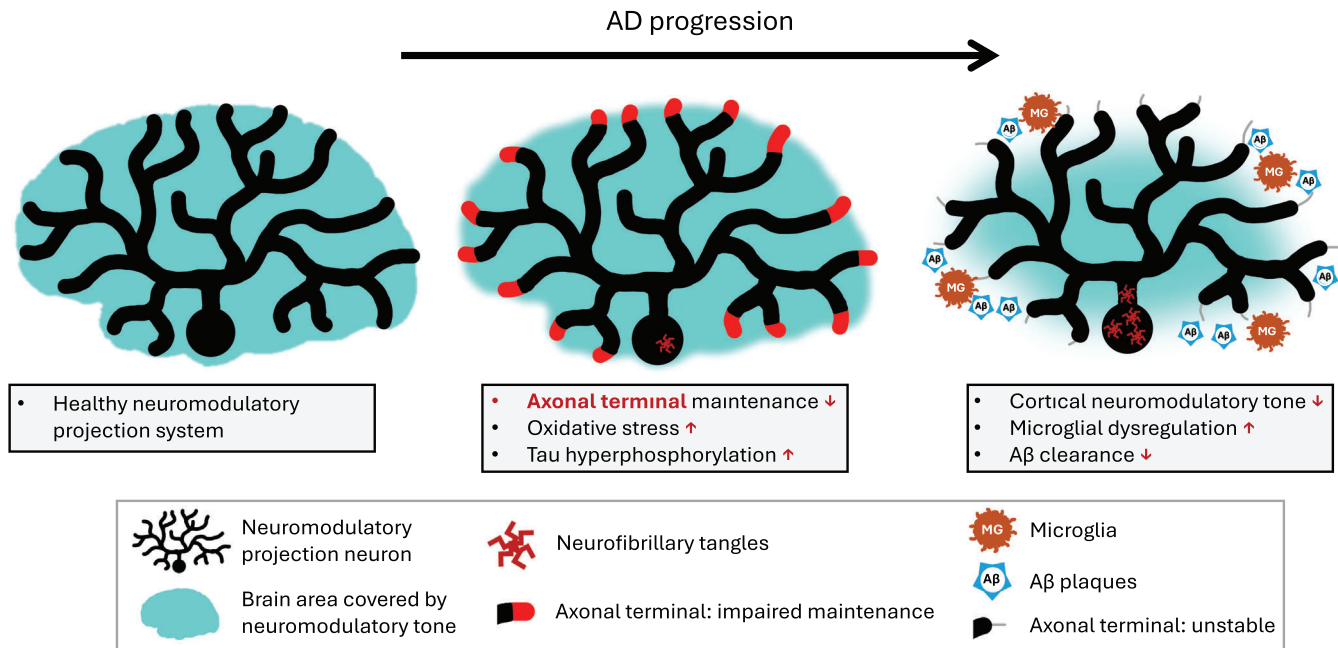 AD progression
MG
Aβ
Aβ
MG
Aβ
Aβ
MG
Aβ
Aβ
Aβ
Aβ
Aβ
MG
• Healthy neuromodulatory
projection system
• Axonal terminal maintenance ↓
• Oxidative stress ↑
• Tau hyperphosphorylation ↑
• Cortical neuromodulatory tone ↓
• Microglial dysregulation ↑
• Aβ clearance ↓
Neuromodulatory
projection neuron
Brain area covered by
neuromodulatory tone
Neurofibrillary tangles
Axonal terminal: impaired maintenance
MG Microglia
Aβ Aβ plaques
Axonal terminal: unstable